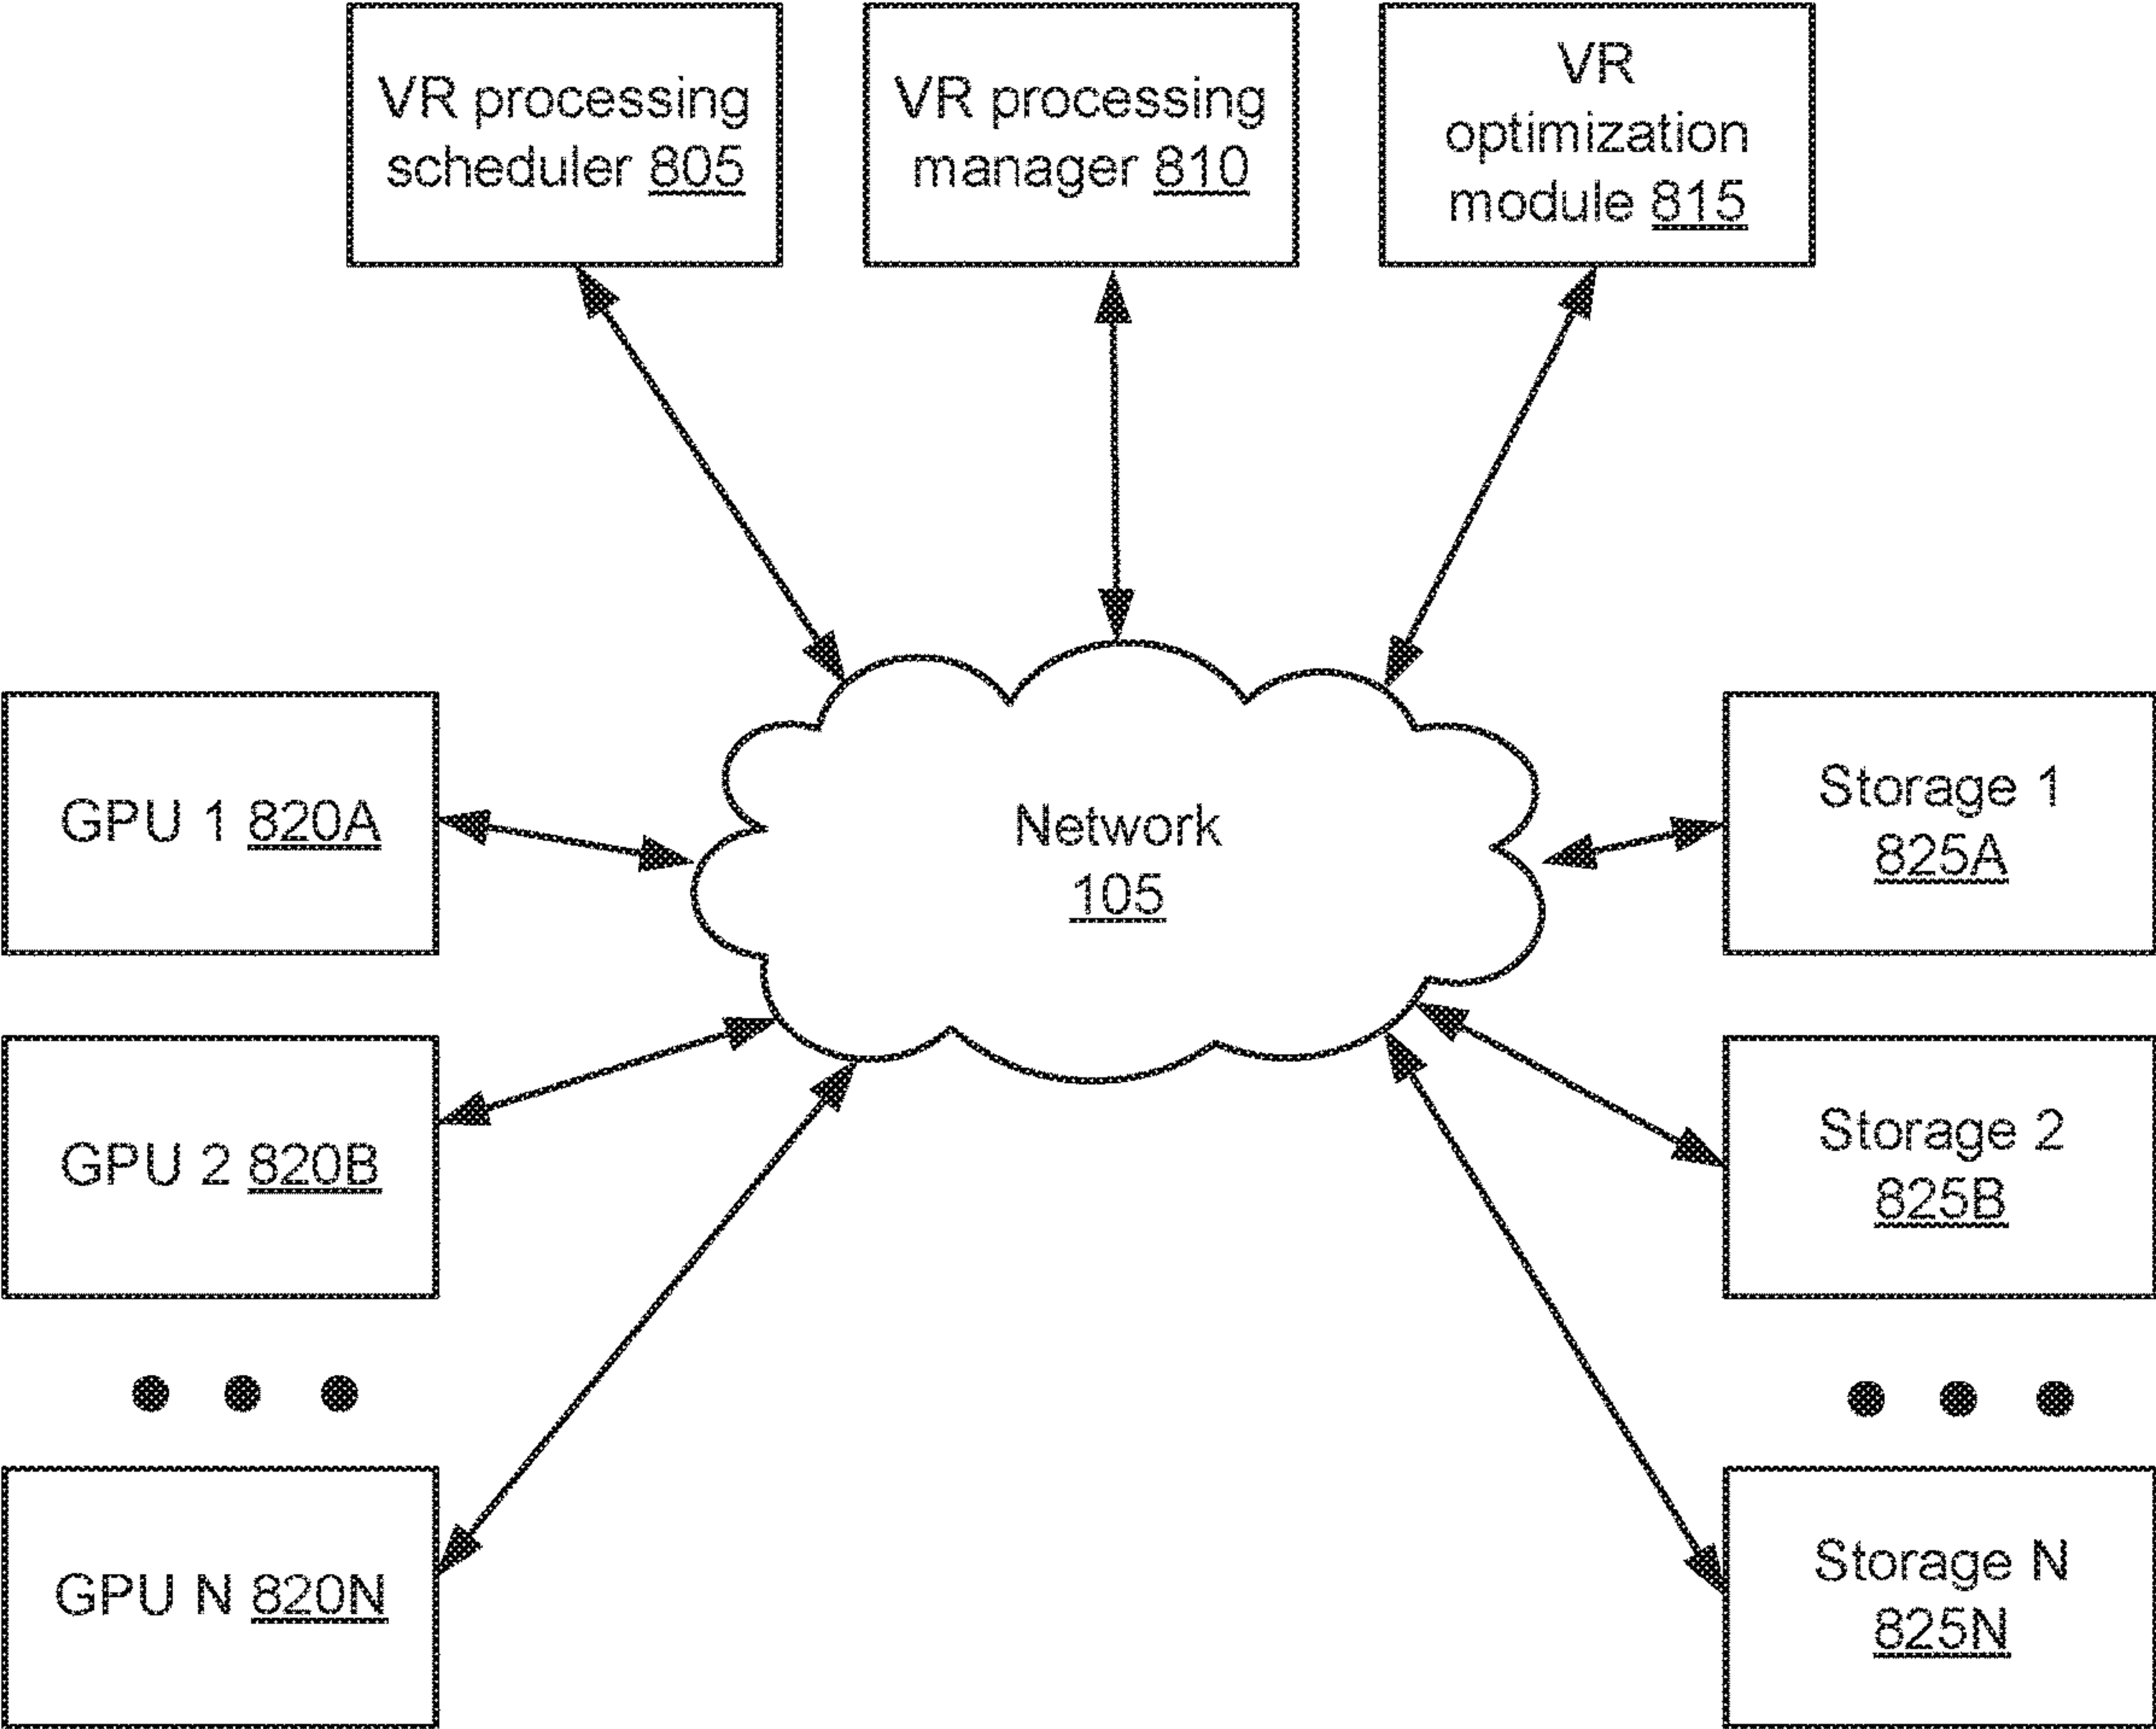 VR processing
scheduler 805
VR processing
manager 810
VR
optimization
module 815
GPU 1 820A
Network
105
Storage 1
825A
GPU 2 820B
Storage 2
825B
GPU N 820N
Storage N
825N